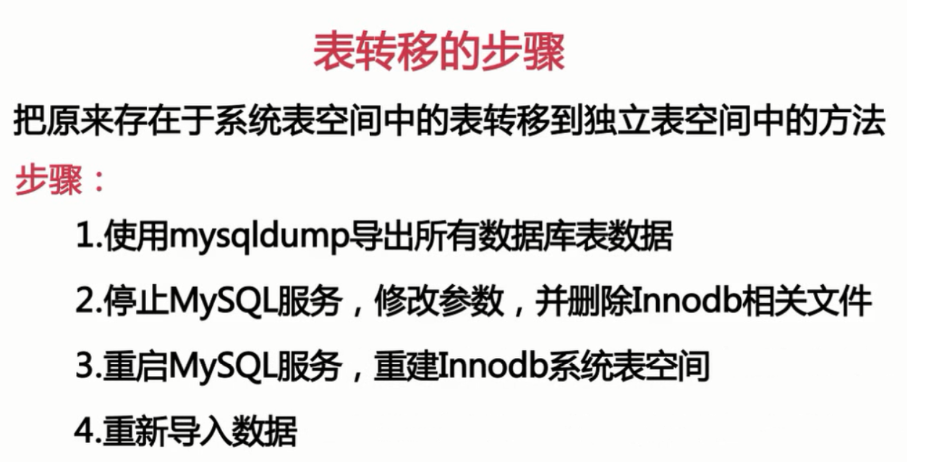 表转移的步骤
把原来存在于系统表空间中的表转移到独立表空间中的方法
步骤：
1.使用mysqldump导出所有数据库表数据
2.停止MySQL服务，修改参数，并删除Innodb相关文件
3.重启MySQL服务，重建Innodb系统表空间
4.重新导入数据